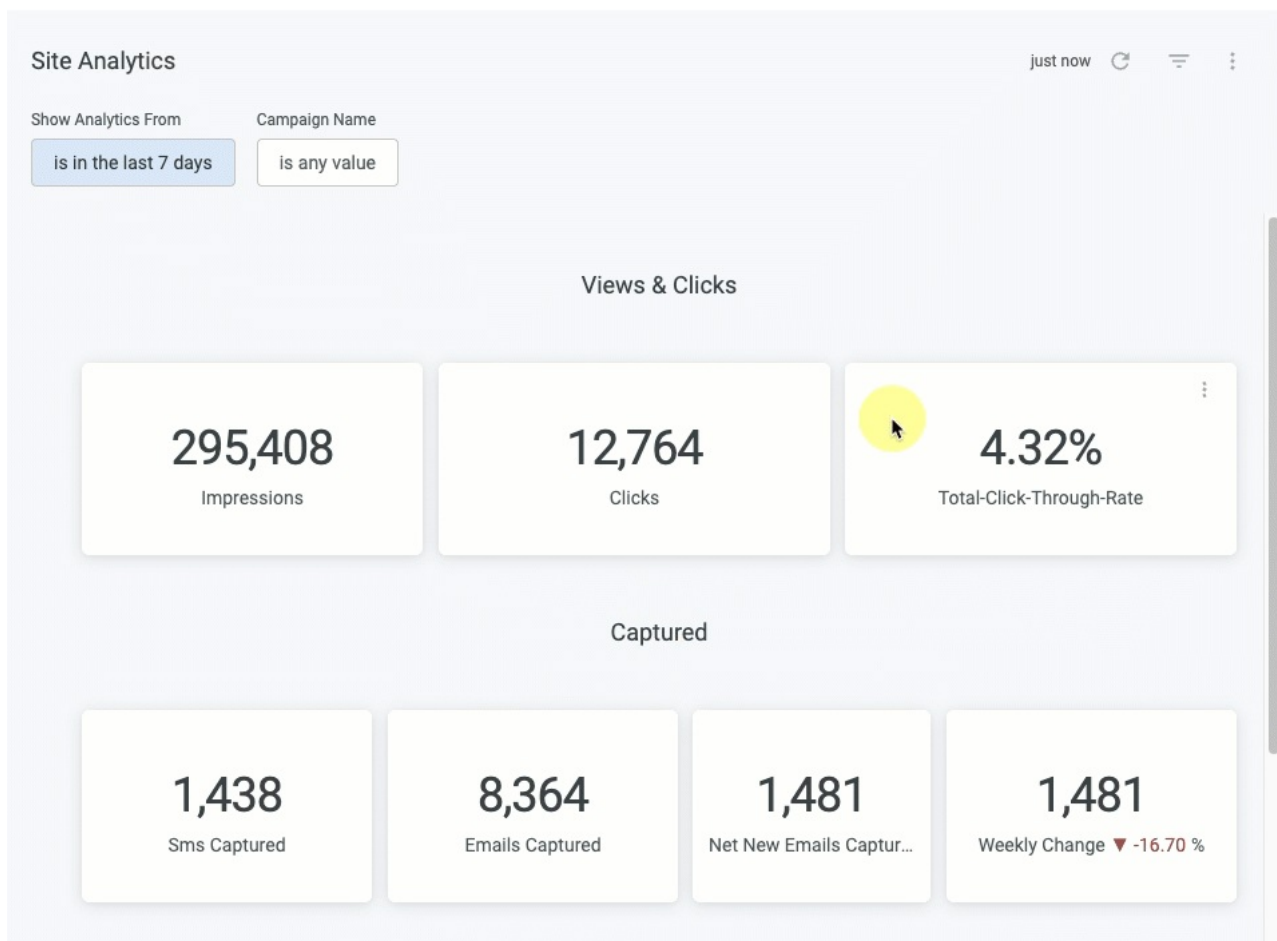 Site Analytics
just now
Show Analytics From
Campaign Name
is in the last 7 days
is any value
Views & Clicks
295,408
Impressions
12,764
Clicks
4.32%
Total-Click-Through-Rate
Captured
1,438
Sms Captured
8,364
Emails Captured
1,481
Net New Emails Captur...
1,481
Weekly Change ▼ -16.70 %